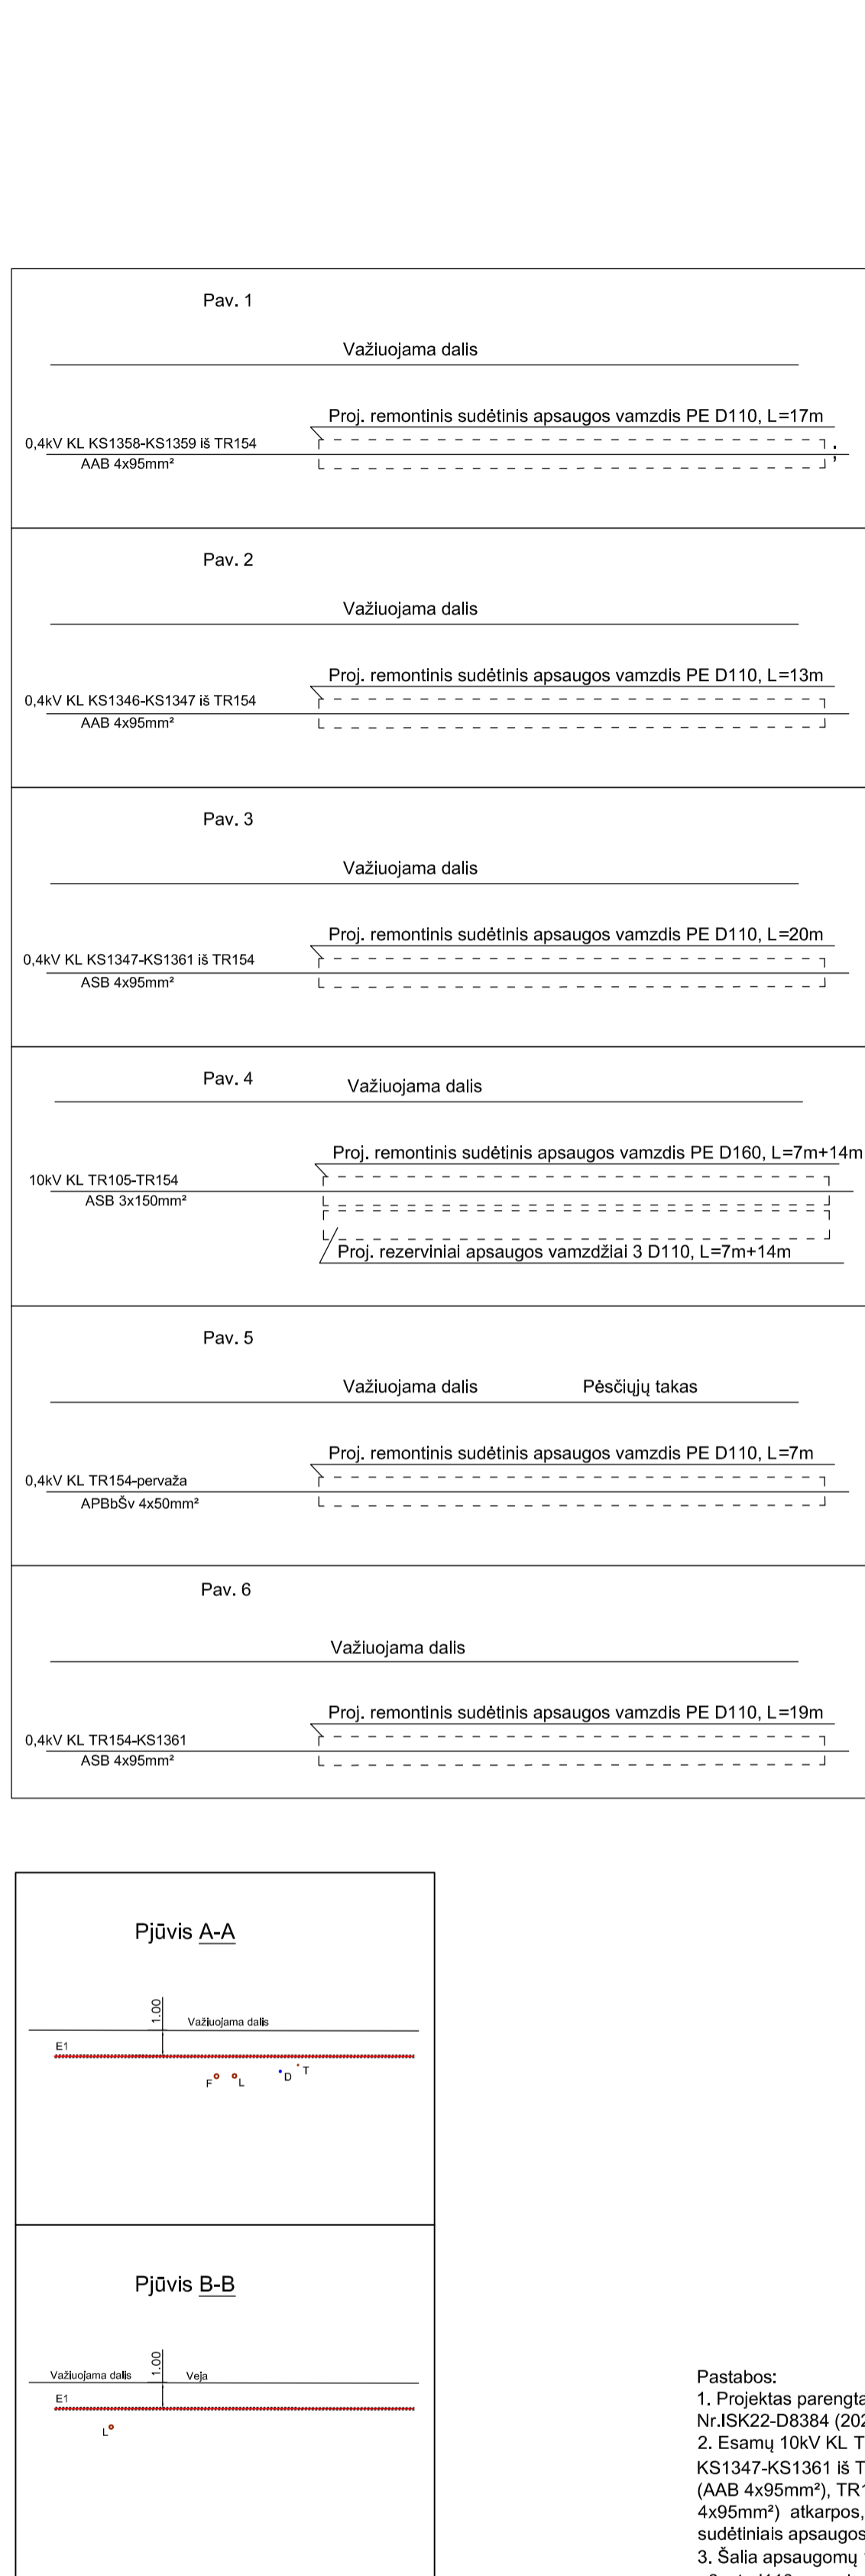 Pav. 1
Važiuojama dalis
Proj. remontinis sudėtinis apsaugos vamzdis PE D110, L=17m
0,4kV KL KS1358-KS1359 iš TR154
;
AAB 4x95mm²
Pav. 2
Važiuojama dalis
Proj. remontinis sudėtinis apsaugos vamzdis PE D110, L=13m
0,4kV KL KS1346-KS1347 iš TR154
AAB 4x95mm²
Pav. 3
Važiuojama dalis
Proj. remontinis sudėtinis apsaugos vamzdis PE D110, L=20m
0,4kV KL KS1347-KS1361 iš TR154
ASB 4x95mm²
Pav. 4
Važiuojama dalis
Proj. remontinis sudėtinis apsaugos vamzdis PE D160, L=7m+14m
10kV KL TR105-TR154
ASB 3x150mm²
Proj. rezerviniai apsaugos vamzdžiai 3 D110, L=7m+14m
Pav. 5
Važiuojama dalis Pėsčiųjų takas
Proj. remontinis sudėtinis apsaugos vamzdis PE D110, L=7m
0,4kV KL TR154-pervaža
APBbŠv 4x50mm²
Pav. 6
Važiuojama dalis
Proj. remontinis sudėtinis apsaugos vamzdis PE D110, L=19m
0,4kV KL TR154-KS1361
ASB 4x95mm²
Pjūvis A-A
1.00
Važiuojama dalis
E1
F L D T
Pjūvis B-B
1.00
Važiuojama dalis Veja
E1
L
Pastabos:
1. Projektas parengta
Nr.ISK22-D8384 (202
2. Esamų 10kV KL T
KS1347-KS1361 iš T
(AAB 4x95mm²), TR1
4x95mm²) atkarpos,
sudėtiniais apsaugos
3. Šalia apsaugomų